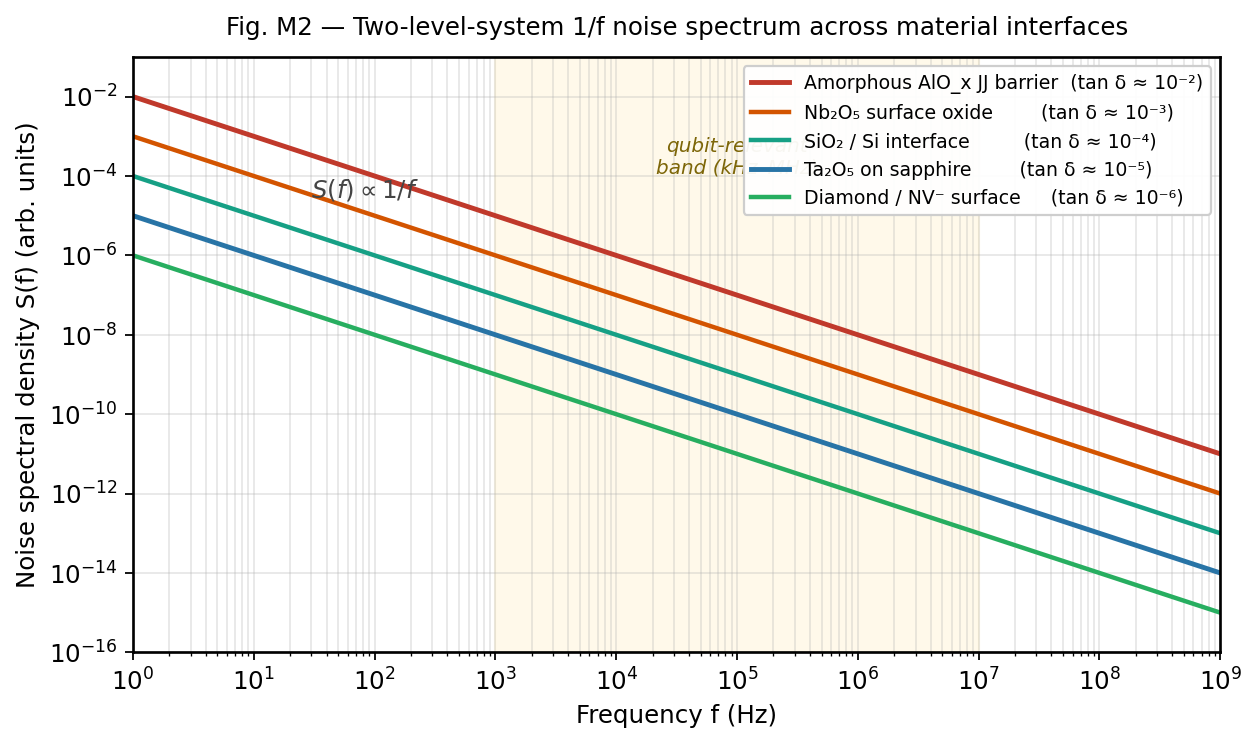 Fig. M2 — Two-level-system 1/f noise spectrum across material interfaces
Noise spectral density S(f) (arb. units)
10⁻²
10⁻⁴
10⁻⁶
10⁻⁸
10⁻¹⁰
10⁻¹²
10⁻¹⁴
10⁻¹⁶
Amorphous AlO_x JJ barrier (tan δ ≈ 10⁻²)
Nb₂O₅ surface oxide (tan δ ≈ 10⁻³)
SiO₂ / Si interface (tan δ ≈ 10⁻⁴)
Ta₂O₅ on sapphire (tan δ ≈ 10⁻⁵)
Diamond / NV⁻ surface (tan δ ≈ 10⁻⁶)
band
S(f) ∝ 1/f
10⁰ 10¹ 10² 10³ 10⁴ 10⁵ 10⁶ 10⁷ 10⁸ 10⁹
Frequency f (Hz)